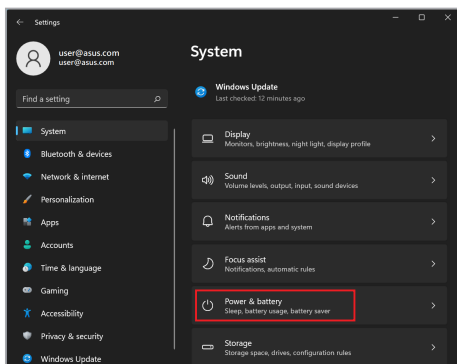 Settings
user@asus.com
user@asus.com
Find a setting
System
Bluetooth & devices
Network & internet
Personalization
Apps
Accounts
Time & language
Gaming
Accessibility
Privacy & security
Windows Update
System
Windows Update
Last checked: 12 minutes ago
Display
Monitors, brightness, night light, display profile
Sound
Volume levels, output, input, sound devices
Notifications
Alerts from apps and system
Focus assist
Notifications, automatic rules
Power & battery
Sleep, battery usage, battery saver
Storage
Storage space, drives, configuration rules